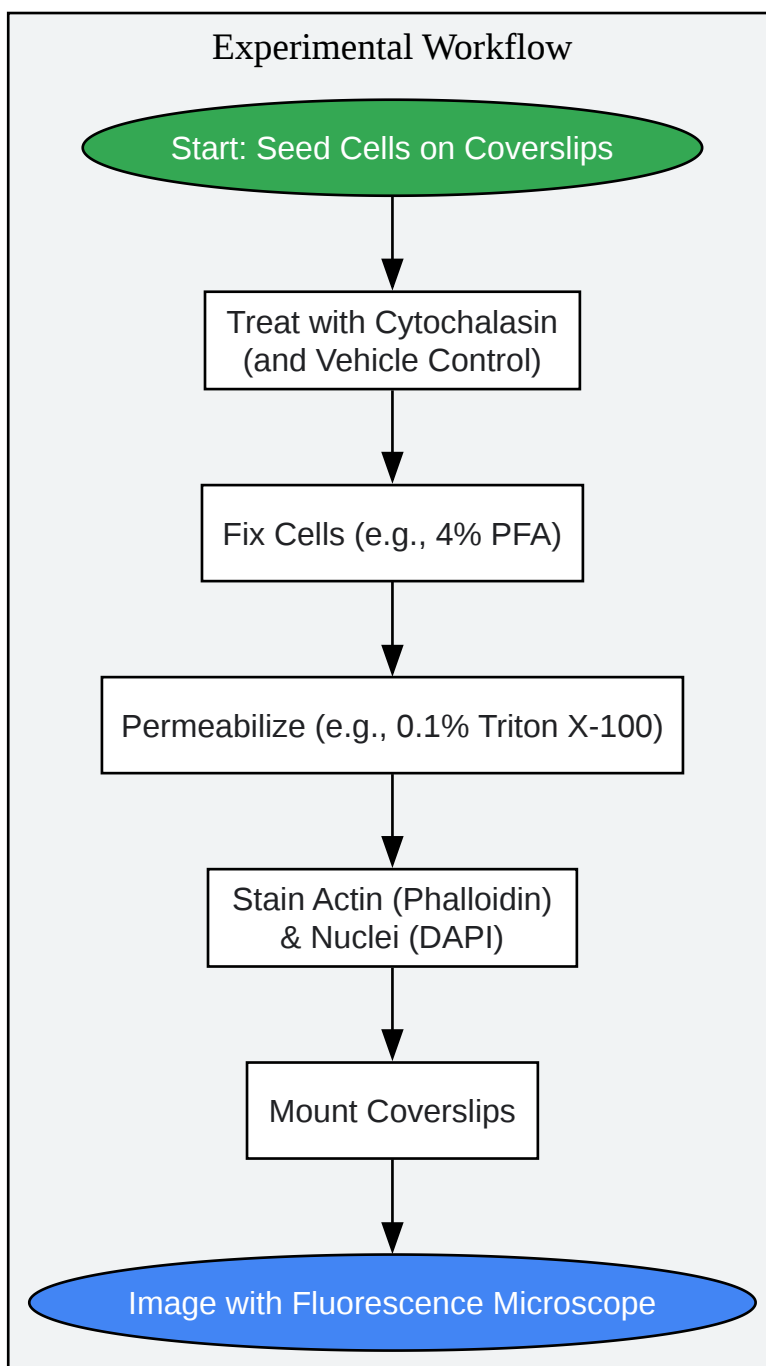 Experimental Workflow
Start: Seed Cells on Coverslips
Treat with Cytochalasin
(and Vehicle Control)
Fix Cells (e.g., 4% PFA)
Permeabilize (e.g., 0.1% Triton X-100)
Stain Actin (Phalloidin)
& Nuclei (DAPI)
Mount Coverslips
Image with Fluorescence Microscope